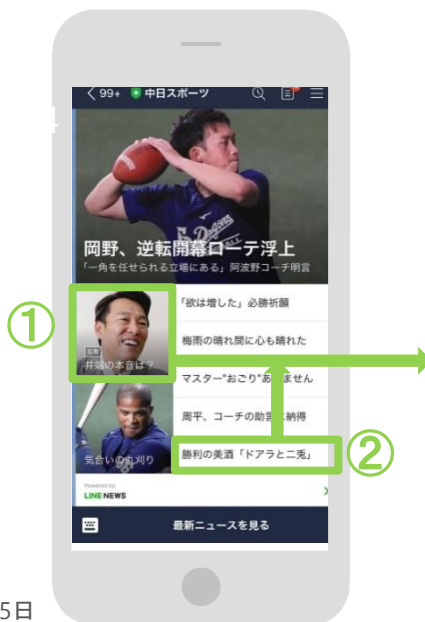 99+ 中日スポーツ
岡野、逆転開幕ローテ浮上
「一角を任せられる立場にある」阿波野コーチ明言
①
広告
井端の本音は？
「欲は増した」必勝祈願
梅雨の晴れ間に心も晴れた
マスター"おごり"あ ません
周平、コーチの助言 納得
気合いの丸刈り
勝利の美酒「ドアラと二兎」
②
Powered by
LINE NEWS
最新ニュースを見る
5日